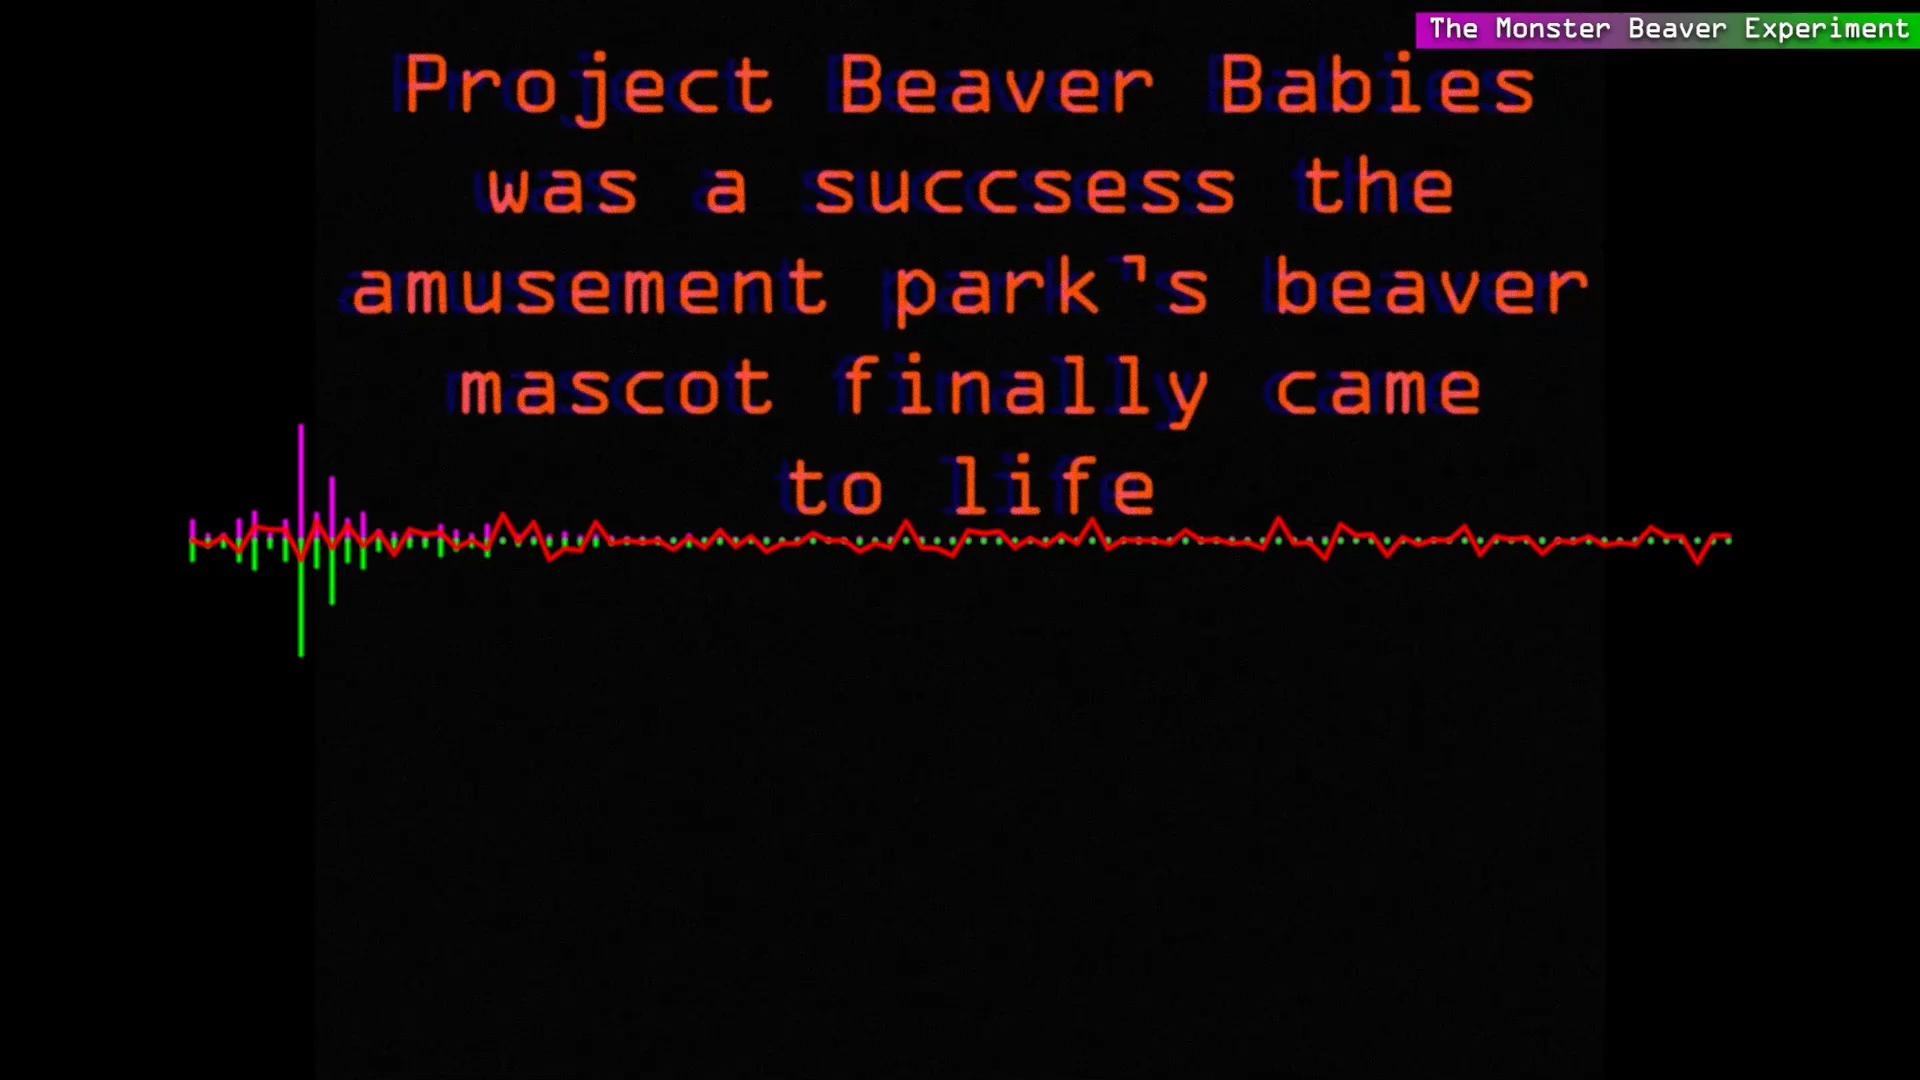 The Monster Beaver Experiment
Project Beaver Babies
was a succsess the
amusement park's beaver
mascot finally came
to life